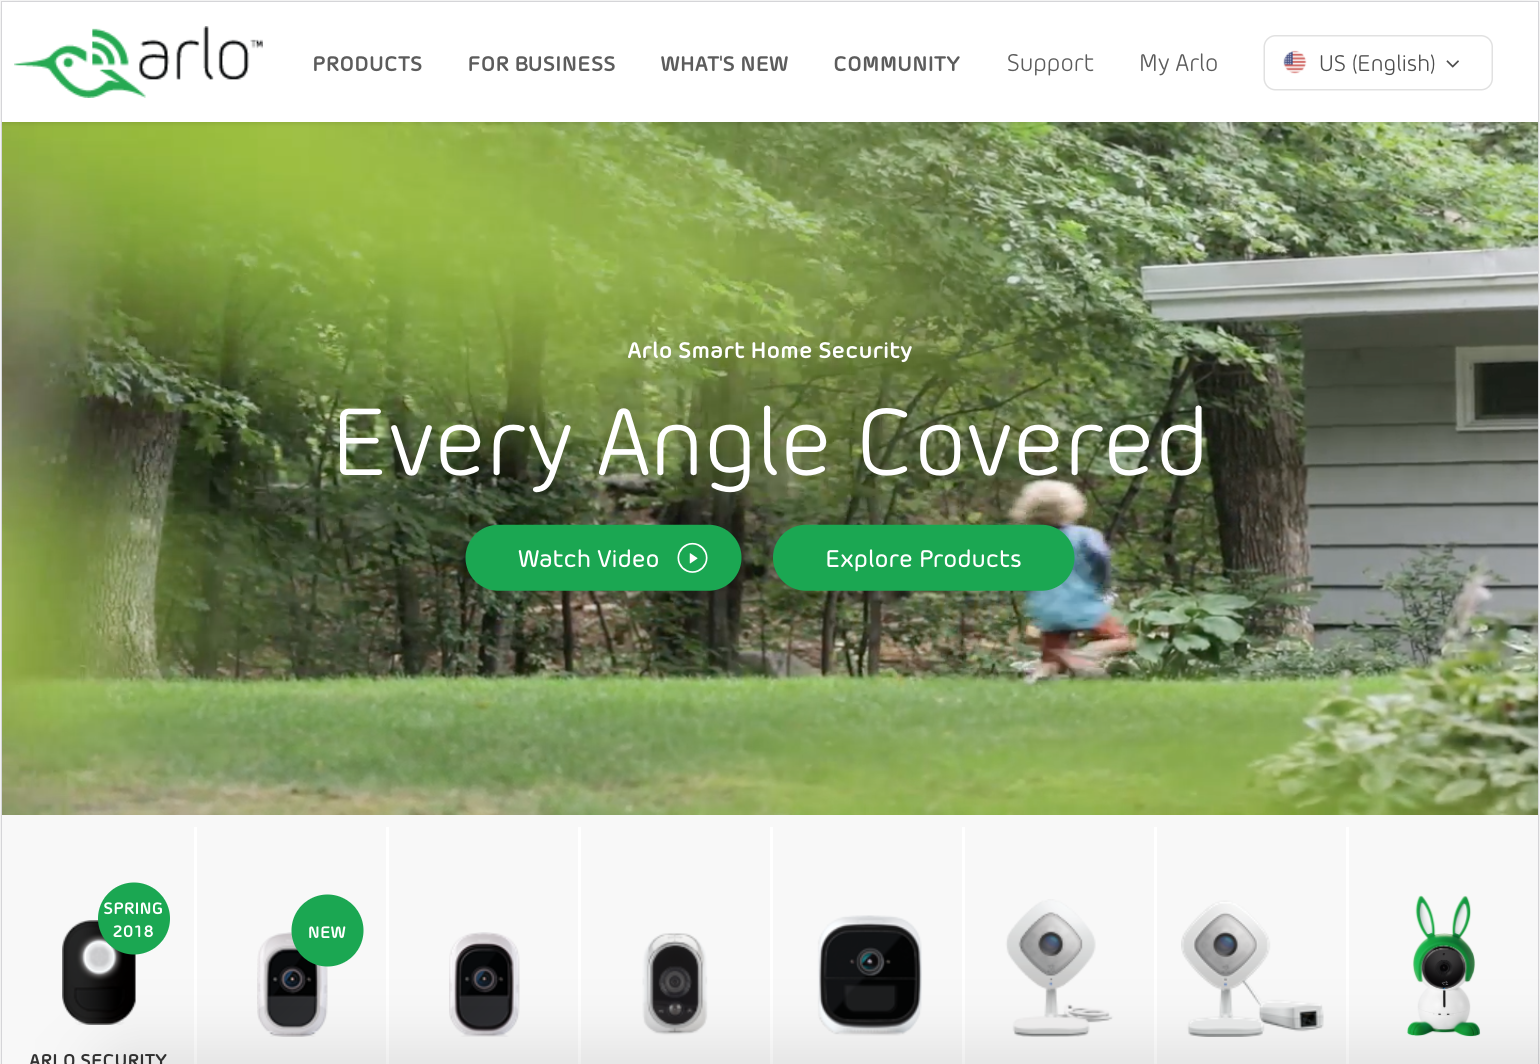 arlo™
PRODUCTS
FOR BUSINESS
WHAT'S NEW
COMMUNITY
Support
My Arlo
US (English)
Arlo Smart Home Security
Every Angle Covered
Watch Video
Explore Products
SPRING
2018
NEW
ARLO SECURITY